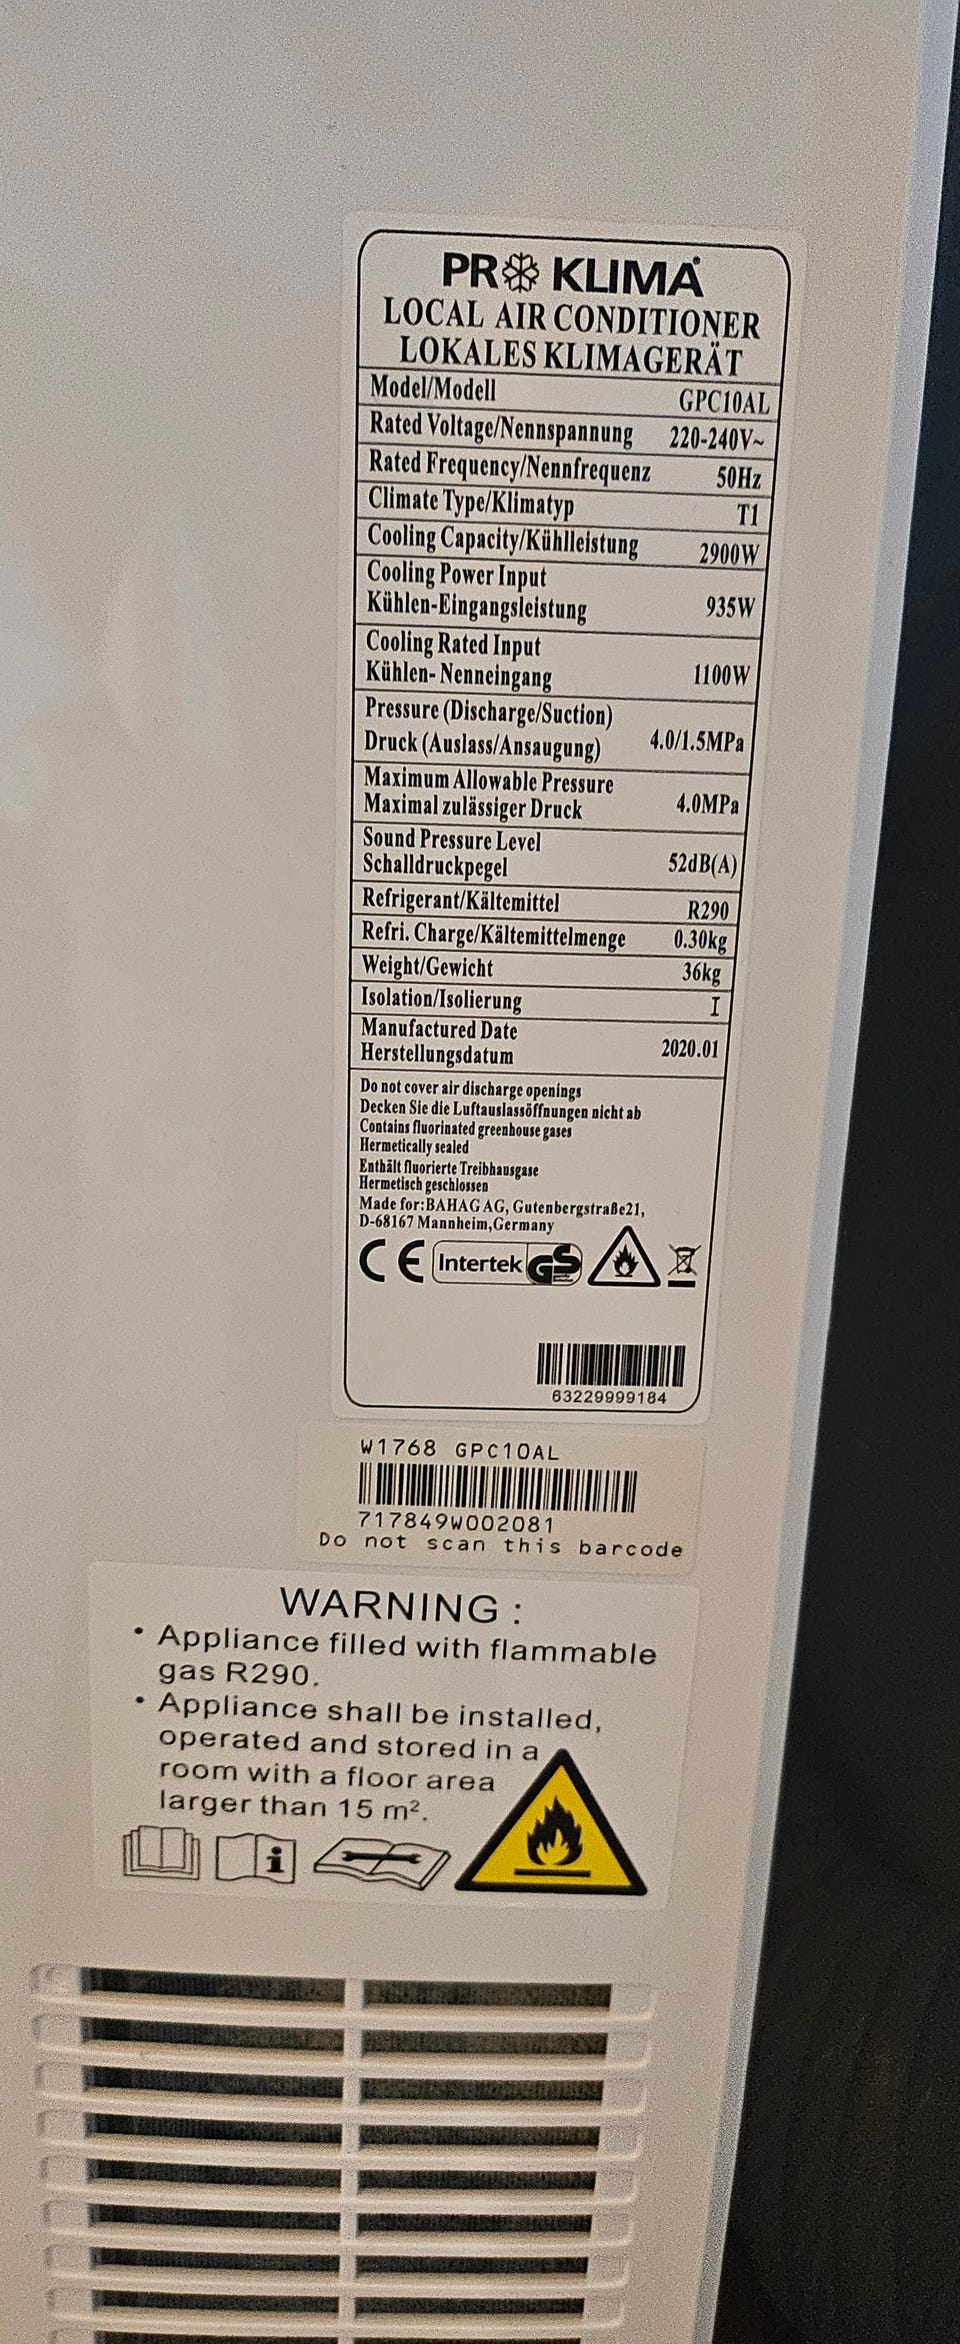 PRO KLIMA®
LOCAL AIR CONDITIONER
LOKALES KLIMAGERÄT
Model/Modell GPC10AL
Rated Voltage/Nennspannung 220-240V~
Rated Frequency/Nennfrequenz 50Hz
Climate Type/Klimatyp T1
Cooling Capacity/Kühlleistung 2900W
Cooling Power Input
Kühlen-Eingangsleistung 935W
Cooling Rated Input
Kühlen- Nenneingang 1100W
Pressure (Discharge/Suction)
Druck (Auslass/Ansaugung) 4.0/1.5MPa
Maximum Allowable Pressure
Maximal zulässiger Druck 4.0MPa
Sound Pressure Level
Schalldruckpegel 52dB(A)
Refrigerant/Kältemittel R290
Refri. Charge/Kältemittelmenge 0.30kg
Weight/Gewicht 36kg
Isolation/Isolierung I
Manufactured Date
Herstellungsdatum 2020.01
Do not cover air discharge openings
Decken Sie die Luftauslassöffnungen nicht ab
Contains fluorinated greenhouse gases
Hermetically sealed
Enthält fluorierte Treibhausgase
Hermetisch geschlossen
Made for:BAHAG AG, Gutenbergstraße21,
D-68167 Mannheim,Germany
CE Intertek GS
63229999184
W1768 GPC10AL
717849W002081
Do not scan this barcode
WARNING :
• Appliance filled with flammable
gas R290.
• Appliance shall be installed,
operated and stored in a
room with a floor area
larger than 15 m².